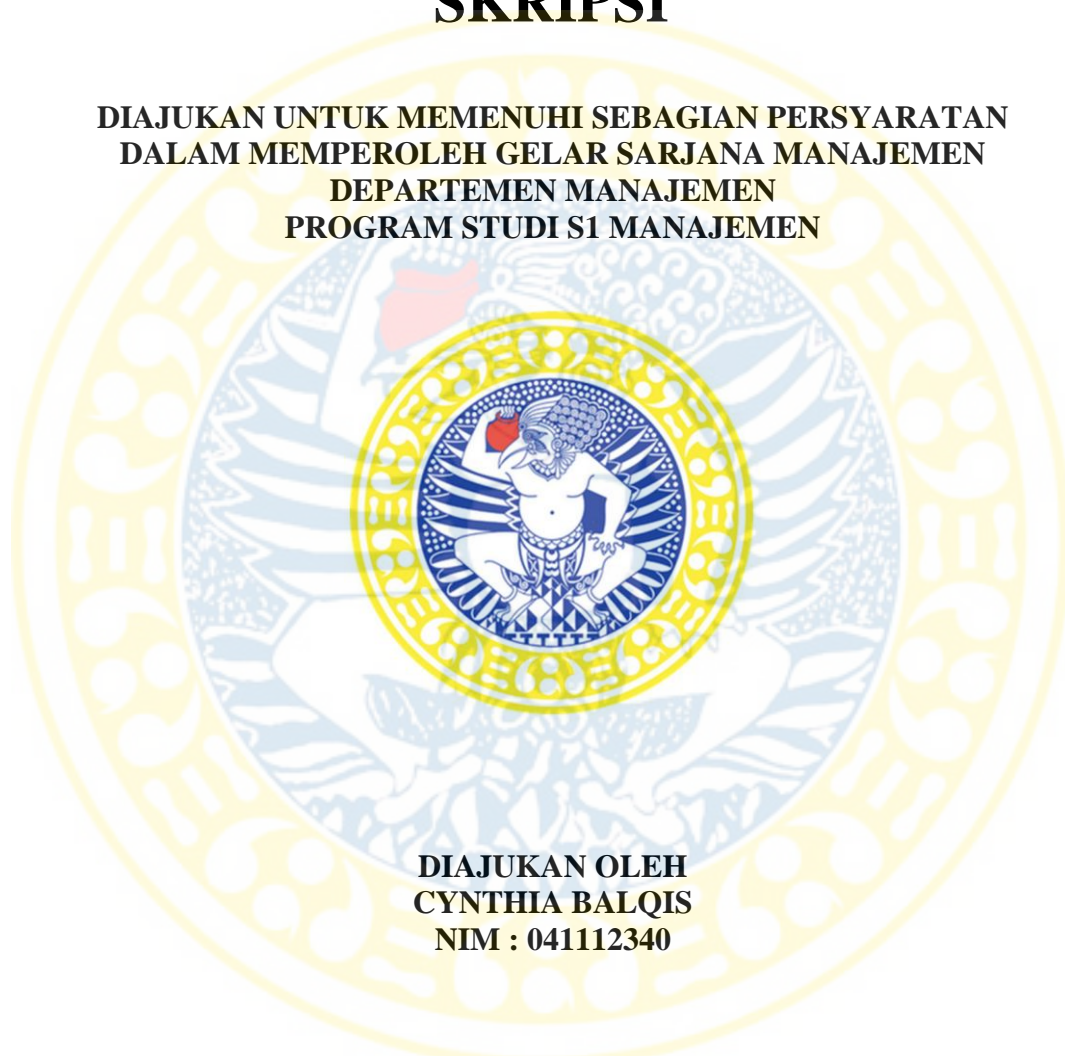 SKRIPSI
DIAJUKAN UNTUK MEMENUHI SEBAGIAN PERSYARATAN
DALAM MEMPEROLEH GELAR SARJANA MANAJEMEN
DEPARTEMEN MANAJEMEN
PROGRAM STUDI S1 MANAJEMEN
DIAJUKAN OLEH
CYNTHIA BALQIS
NIM : 041112340